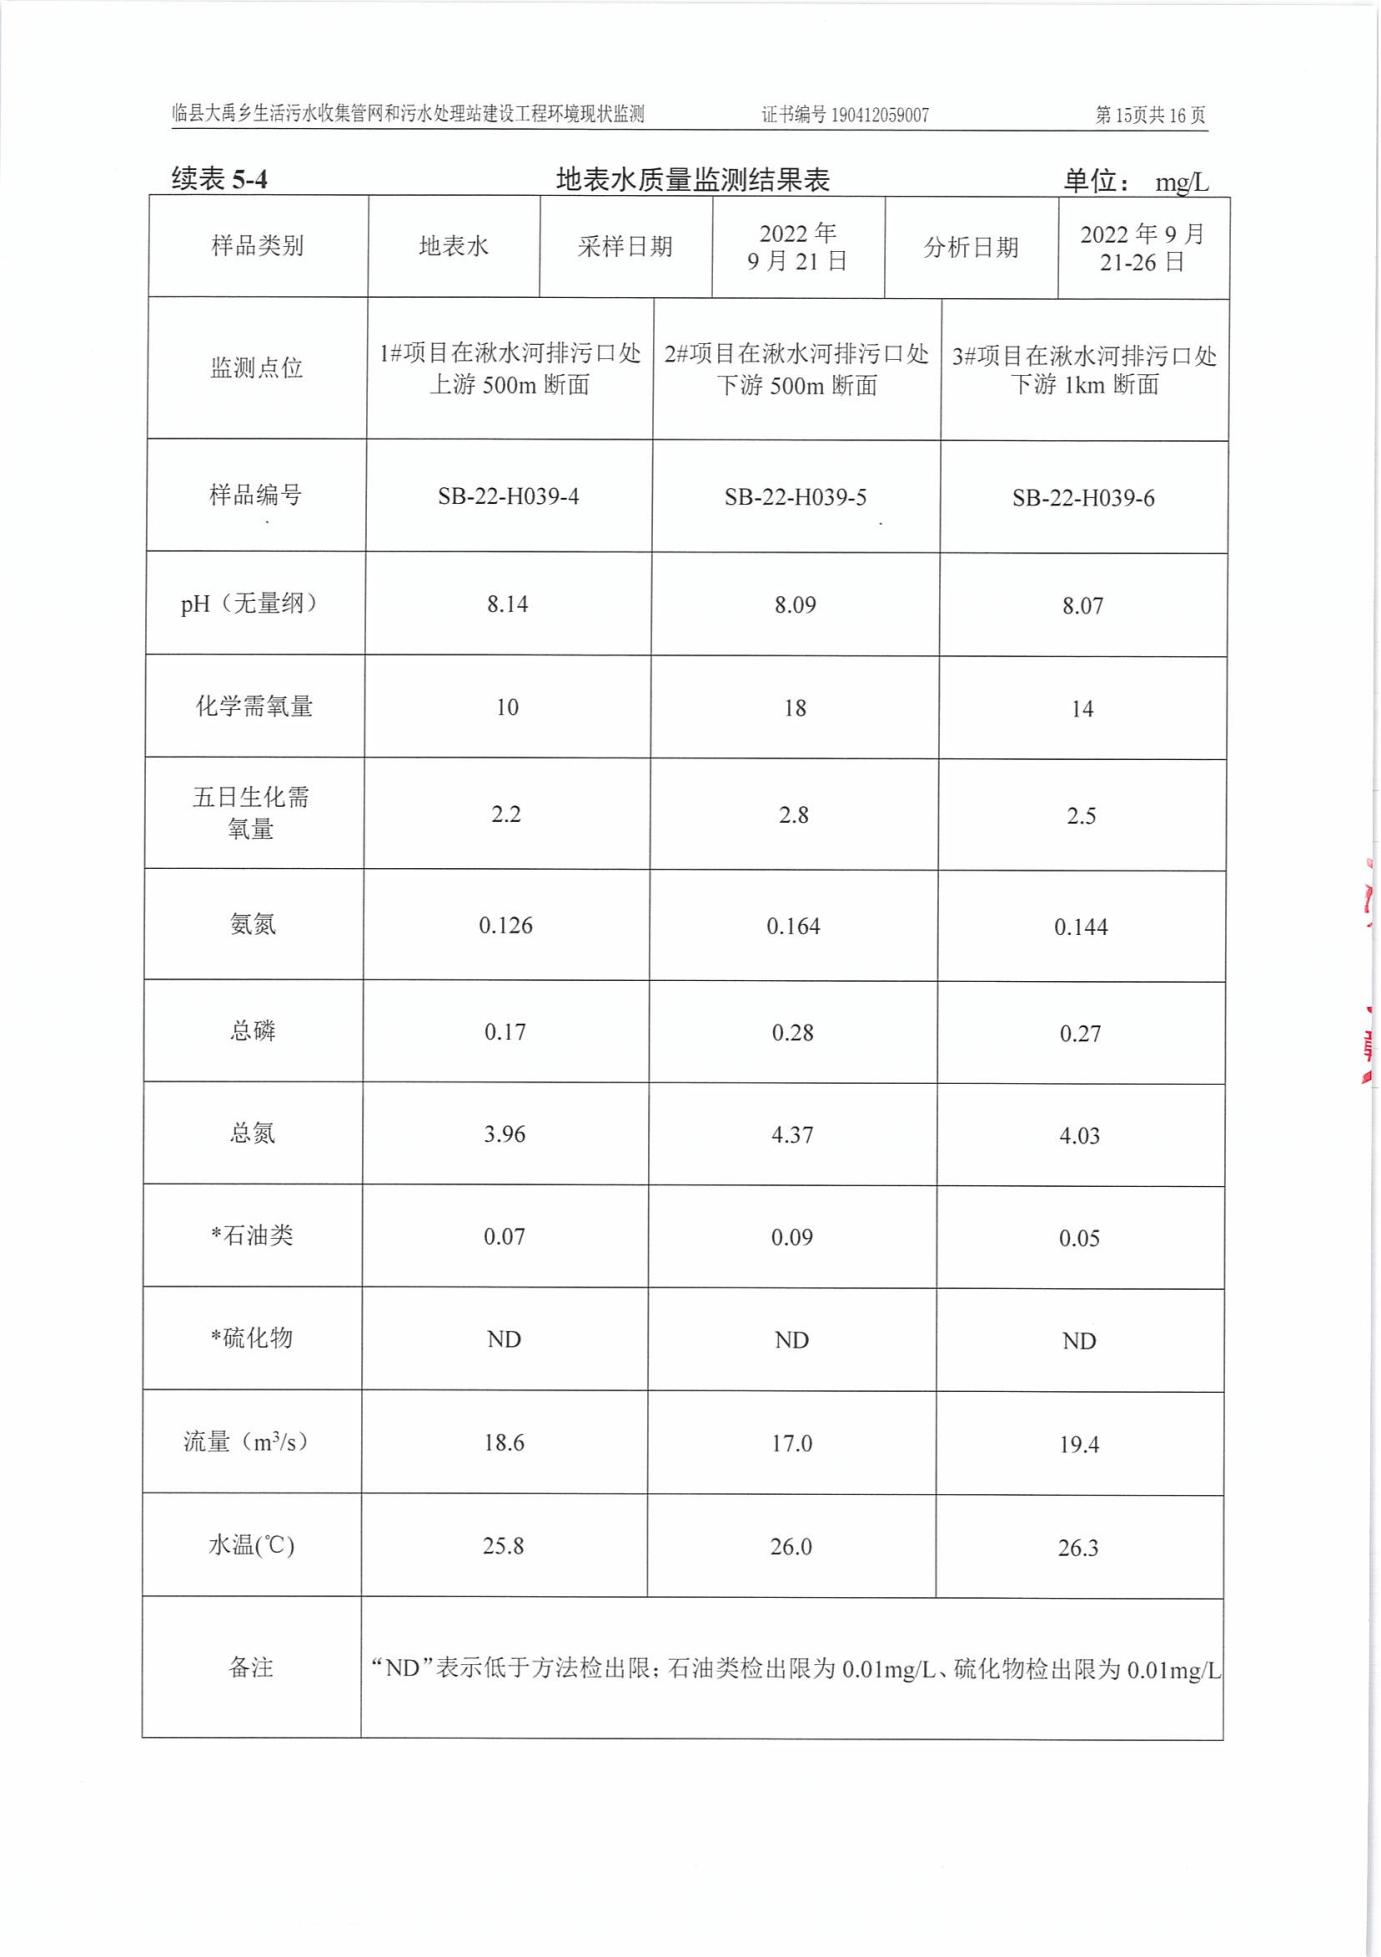 临县大禹乡生活污水收集管网和污水处理站建设工程环境现状监测 证书编号 190412059007 第 15页共 16 页
续表 5-4 地表水质量监测结果表 单位： mg/L
样品类别 地表水 采样日期 2022 年 9 月 21 日 分析日期 2022 年 9 月 21-26 日
监测点位 1#项目在湫水河排污口处上游 500m 断面 2#项目在湫水河排污口处下游 500m 断面 3#项目在湫水河排污口处下游 1km 断面
样品编号 SB-22-H039-4 SB-22-H039-5 SB-22-H039-6
pH（无量纲） 8.14 8.09 8.07
化学需氧量 10 18 14
五日生化需氧量 2.2 2.8 2.5
氨氮 0.126 0.164 0.144
总磷 0.17 0.28 0.27
总氮 3.96 4.37 4.03
*石油类 0.07 0.09 0.05
*硫化物 ND ND ND
流量（m³/s） 18.6 17.0 19.4
水温(℃) 25.8 26.0 26.3
备注 “ND”表示低于方法检出限；石油类检出限为 0.01mg/L、硫化物检出限为 0.01mg/L